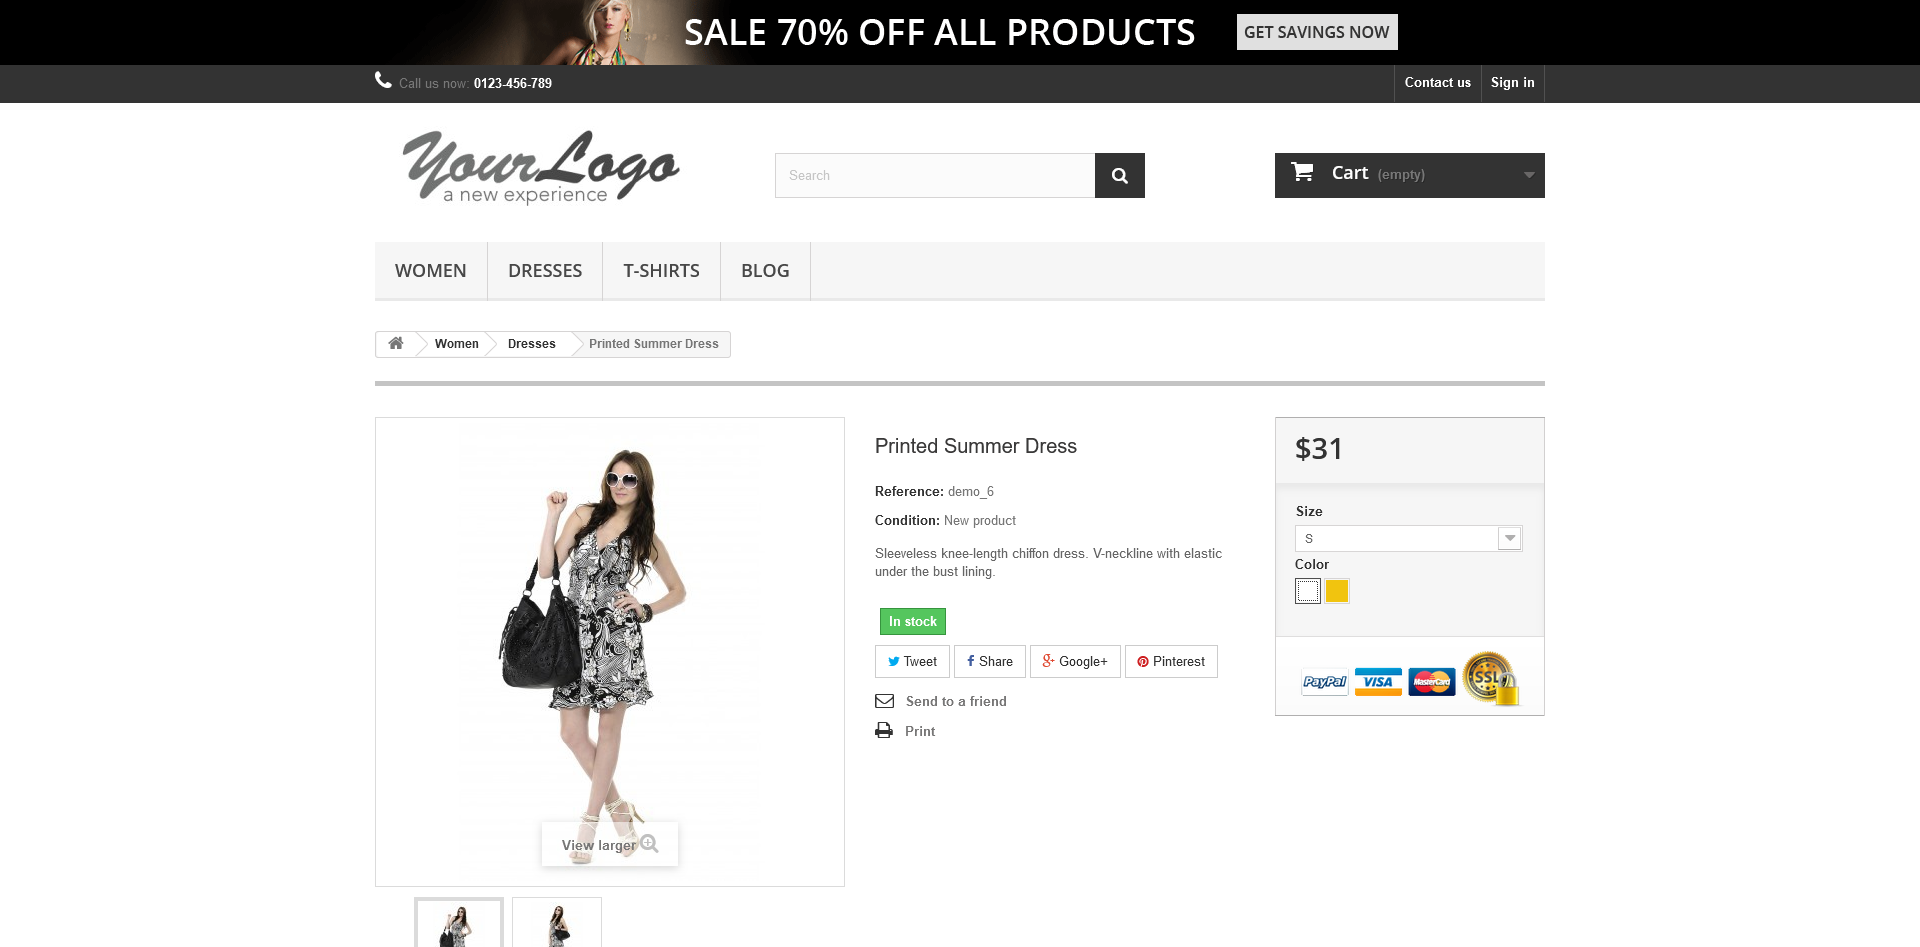 SALE 70% OFF ALL PRODUCTS
GET SAVINGS NOW
Call us now: 0123-456-789
Contact us
Sign in
YourLogo
a new experience
Search
Cart (empty)
WOMEN
DRESSES
T-SHIRTS
BLOG
Women
Dresses
Printed Summer Dress
View larger
Printed Summer Dress
Reference: demo_6
Condition: New product
Sleeveless knee-length chiffon dress. V-neckline with elastic
under the bust lining.
In stock
Tweet
Share
Google+
Pinterest
Send to a friend
Print
$31
Size
S
Color
PayPal
VISA
MasterCard
SSL